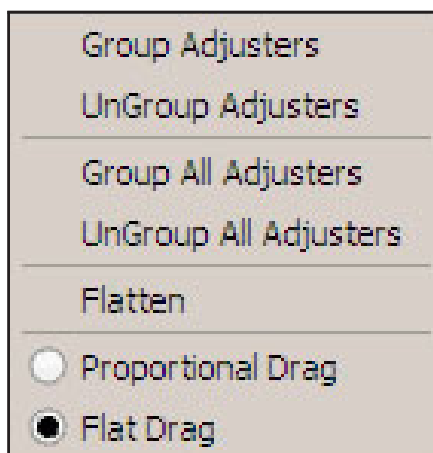 Group Adjusters
UnGroup Adjusters
Group All Adjusters
UnGroup All Adjusters
Flatten
Proportional Drag
Flat Drag